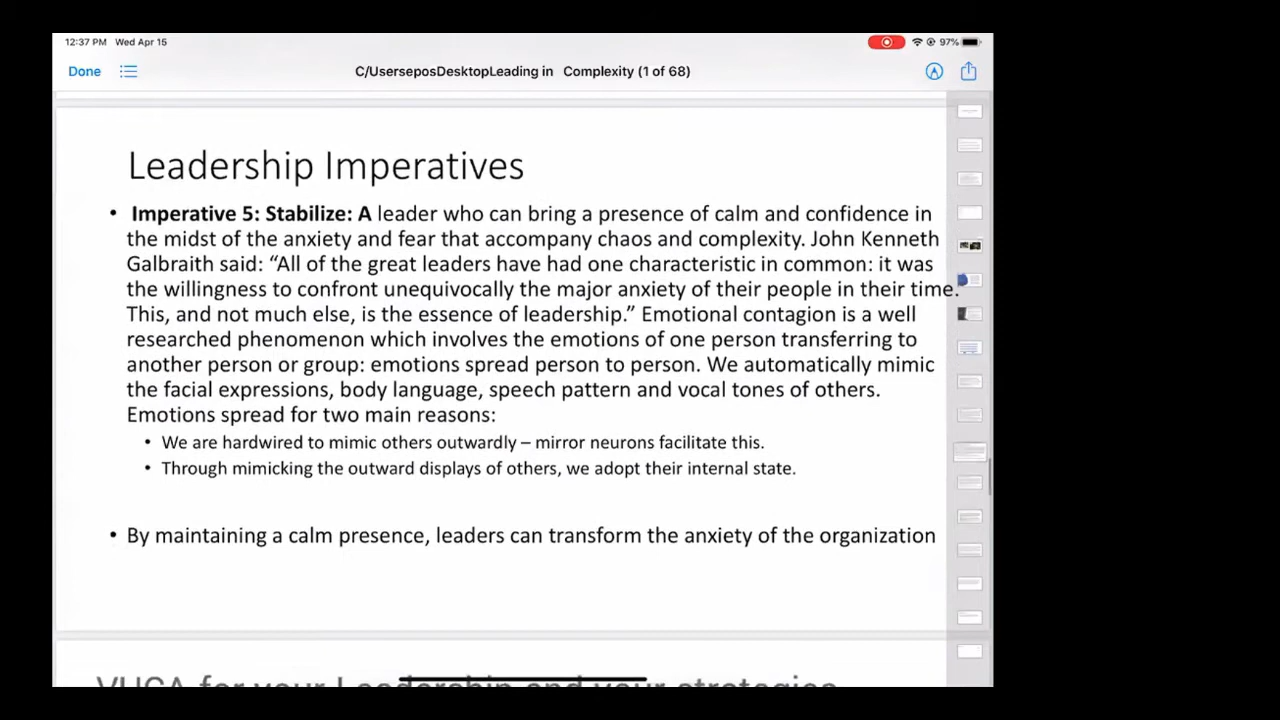 12:37 PM Wed Apr 15
97%
Done
C/UserseposDesktopLeading in Complexity (1 of 68)
Leadership Imperatives
• Imperative 5: Stabilize: A leader who can bring a presence of calm and confidence in
the midst of the anxiety and fear that accompany chaos and complexity. John Kenneth
Galbraith said: “All of the great leaders have had one characteristic in common: it was
the willingness to confront unequivocally the major anxiety of their people in their time.
This, and not much else, is the essence of leadership.” Emotional contagion is a well
researched phenomenon which involves the emotions of one person transferring to
another person or group: emotions spread person to person. We automatically mimic
the facial expressions, body language, speech pattern and vocal tones of others.
Emotions spread for two main reasons:
• We are hardwired to mimic others outwardly – mirror neurons facilitate this.
• Through mimicking the outward displays of others, we adopt their internal state.
• By maintaining a calm presence, leaders can transform the anxiety of the organization
VUCA for your Leadership and your strategies